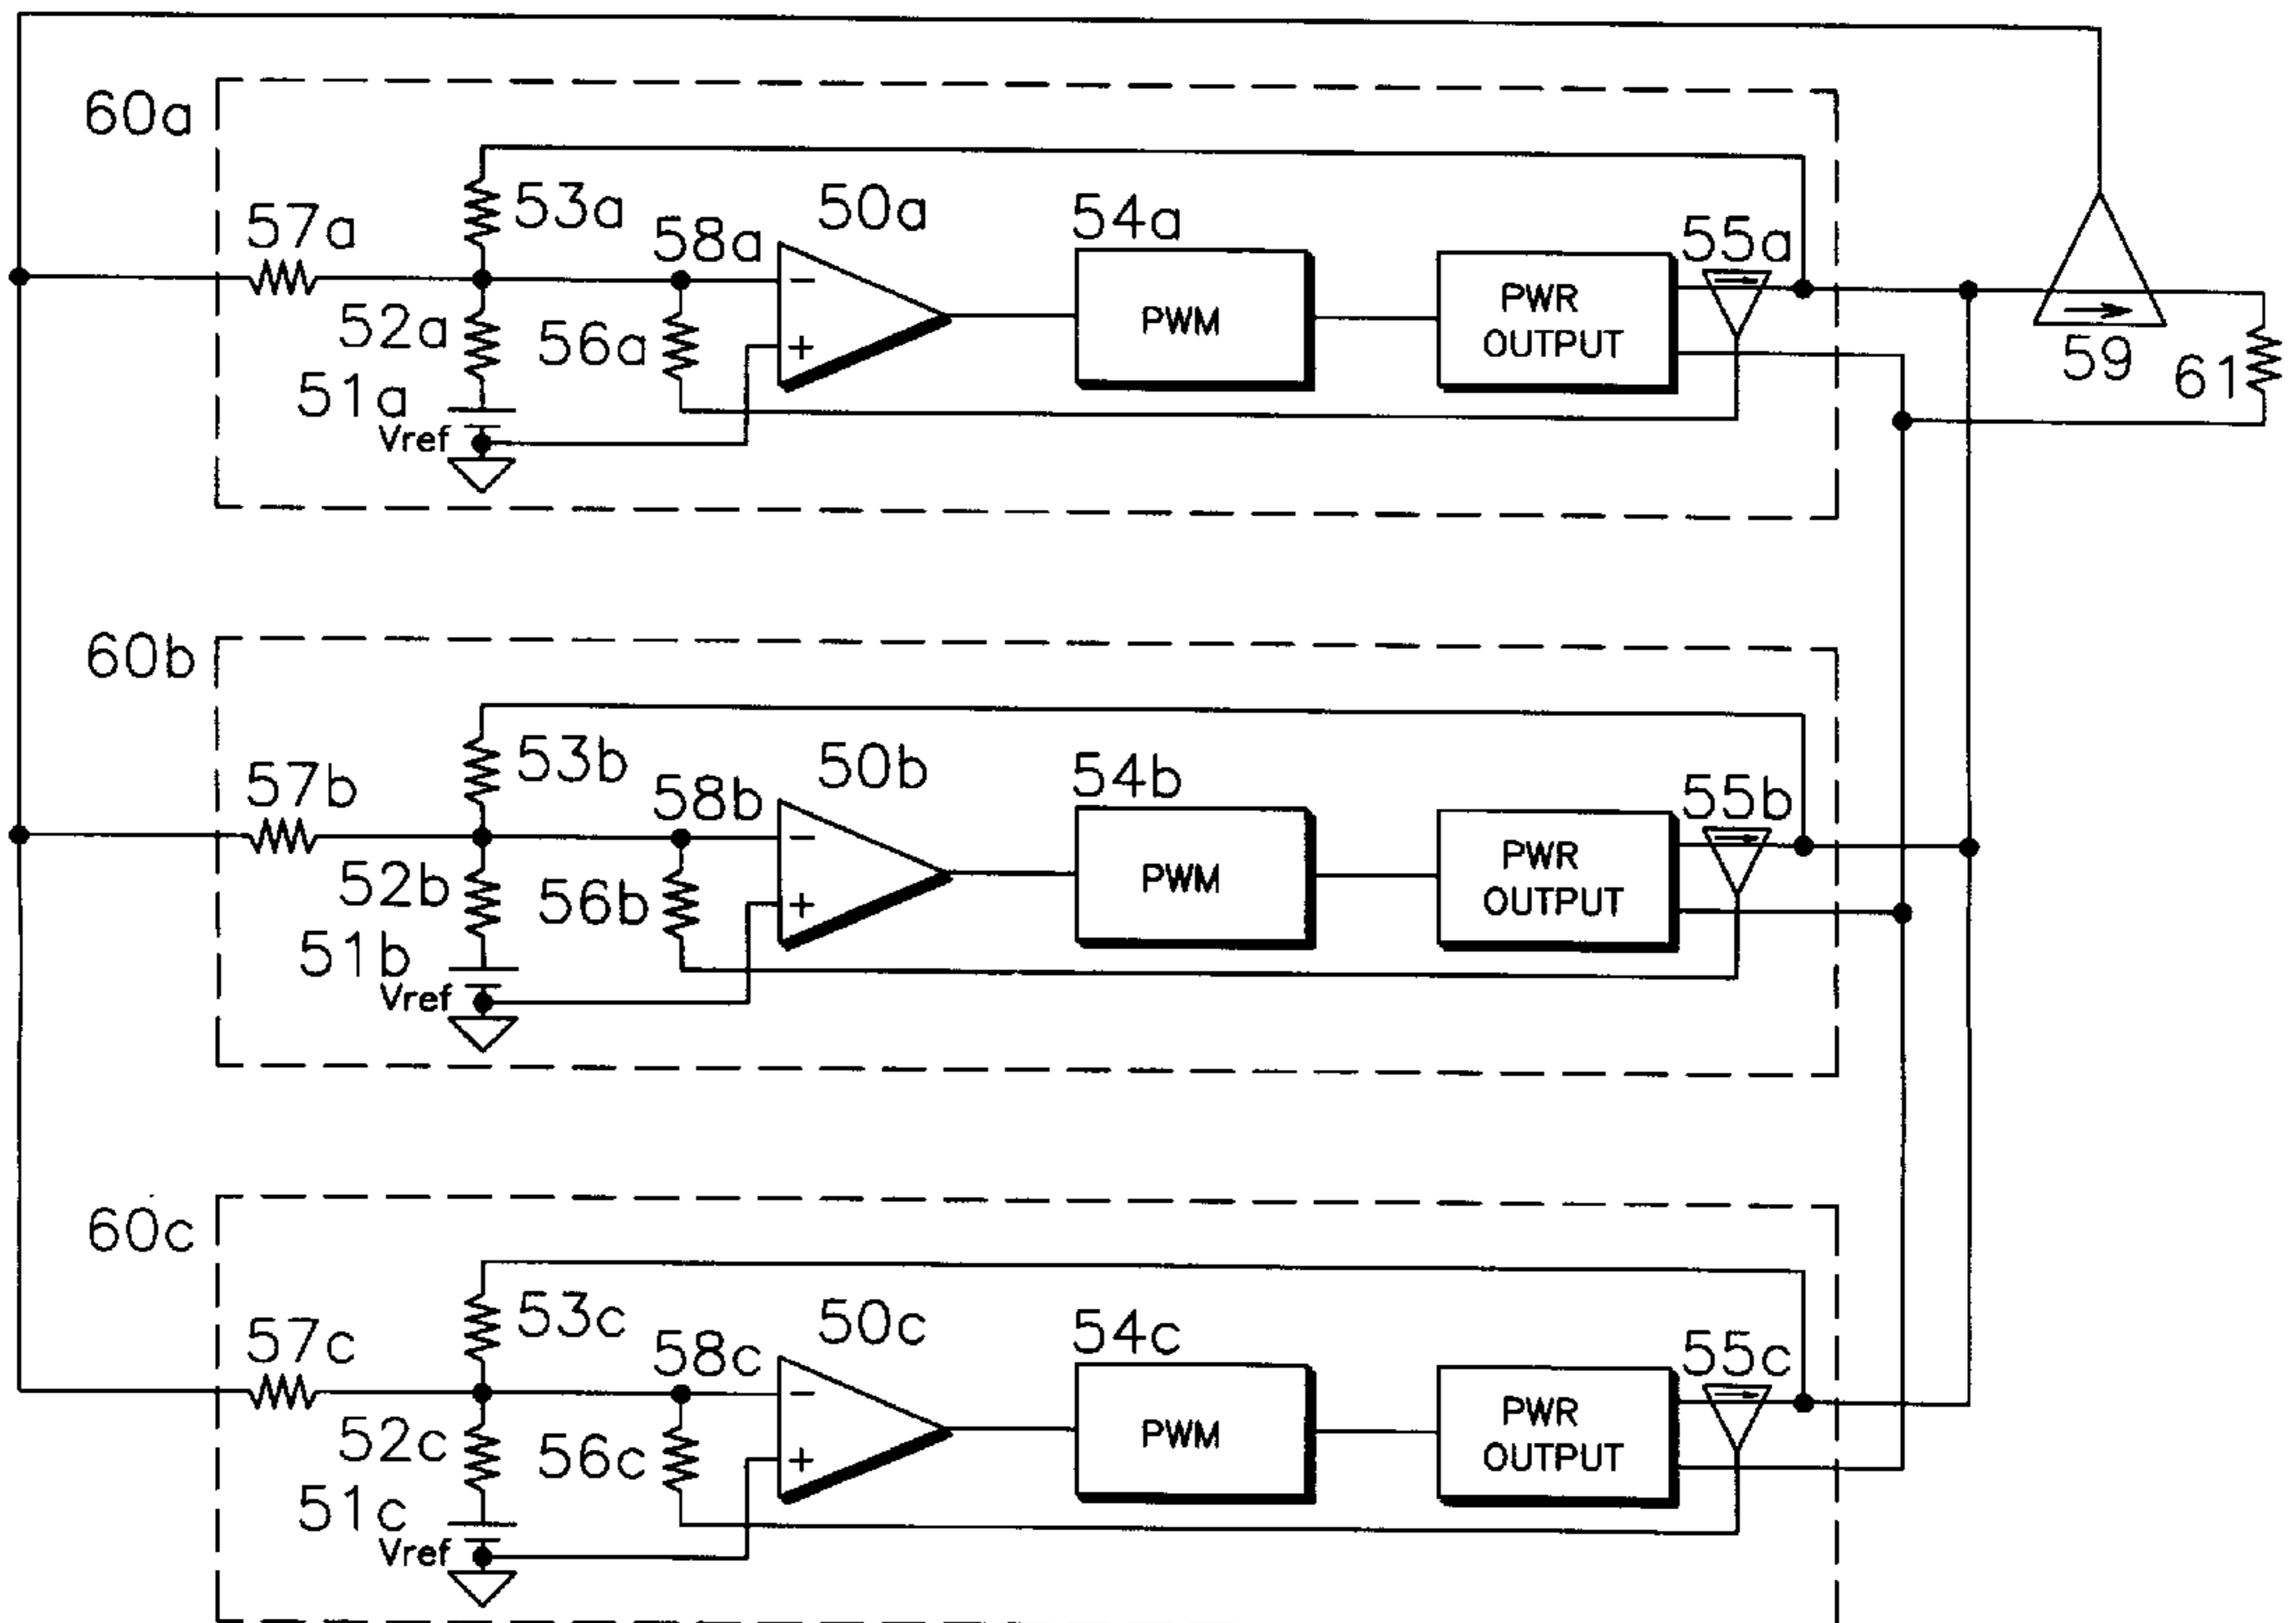 60a
53a
50a
54a
55a
57a
58a
52a
56a
51a
Vref
−
+
PWM
PWR
OUTPUT
59
61
60b
53b
50b
54b
55b
57b
58b
52b
56b
51b
Vref
−
+
PWM
PWR
OUTPUT
60c
53c
50c
54c
55c
57c
58c
52c
56c
51c
Vref
−
+
PWM
PWR
OUTPUT